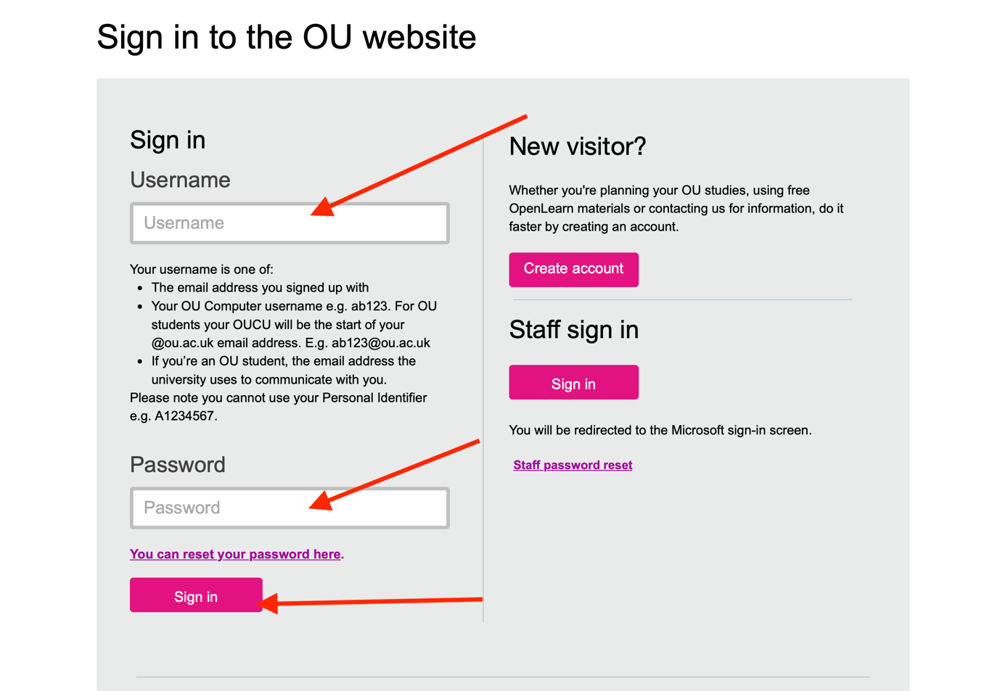 Sign in to the OU website
Sign in
Username
Username
Your username is one of:
• The email address you signed up with
• Your OU Computer username e.g. ab123. For OU
students your OUCU will be the start of your
@ou.ac.uk email address. E.g. ab123@ou.ac.uk
• If you’re an OU student, the email address the
university uses to communicate with you.
Please note you cannot use your Personal Identifier
e.g. A1234567.
Password
Password
You can reset your password here.
Sign in
New visitor?
Whether you're planning your OU studies, using free
OpenLearn materials or contacting us for information, do it
faster by creating an account.
Create account
Staff sign in
Sign in
You will be redirected to the Microsoft sign-in screen.
Staff password reset